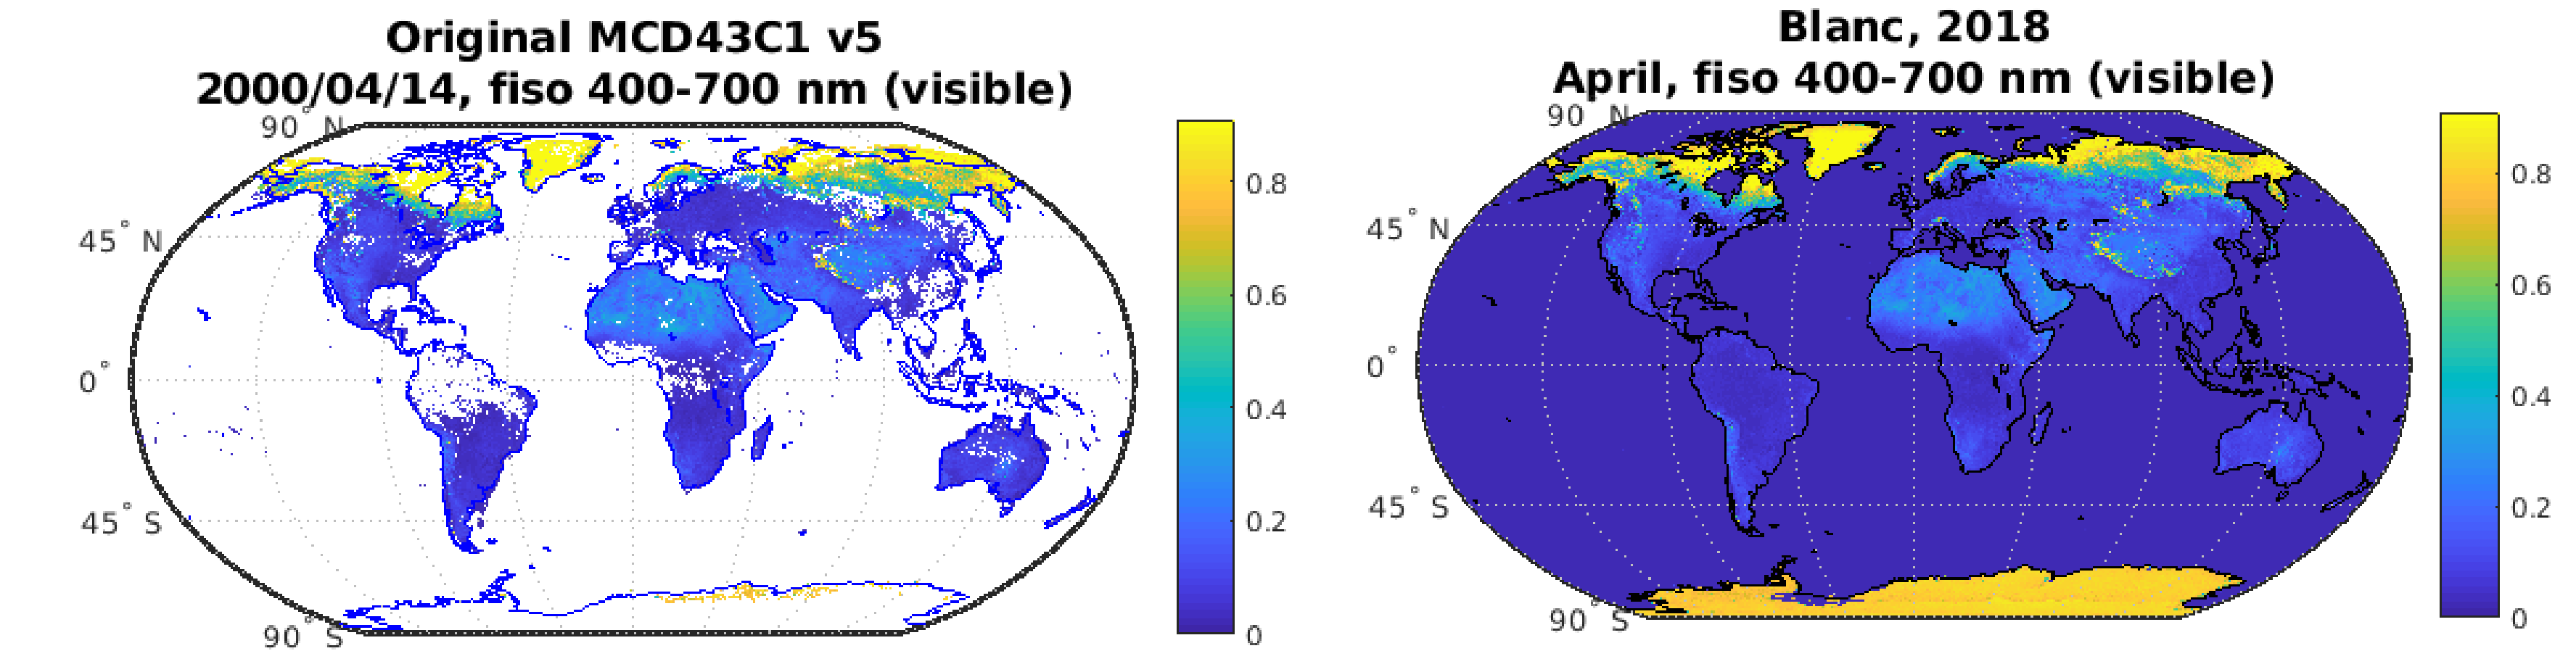 Original MCD43C1 v5
2000/04/14, fiso 400-700 nm (visible)
90° N
45° N
0°
45° S
90° S
0.8
0.6
0.4
0.2
0
Blanc, 2018
April, fiso 400-700 nm (visible)
90° N
45° N
0°
45° S
90° S
0.8
0.6
0.4
0.2
0